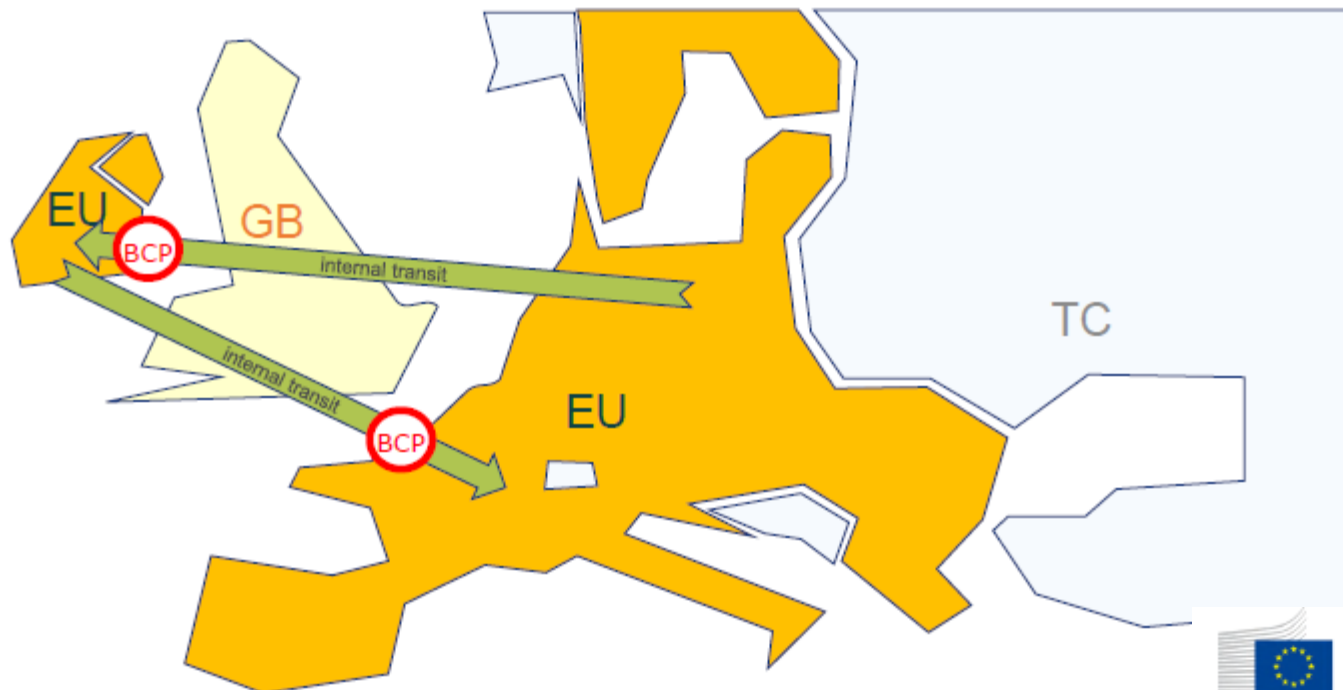 EU
GB
BCP
internal transit
TC
internal transit
EU
BCP